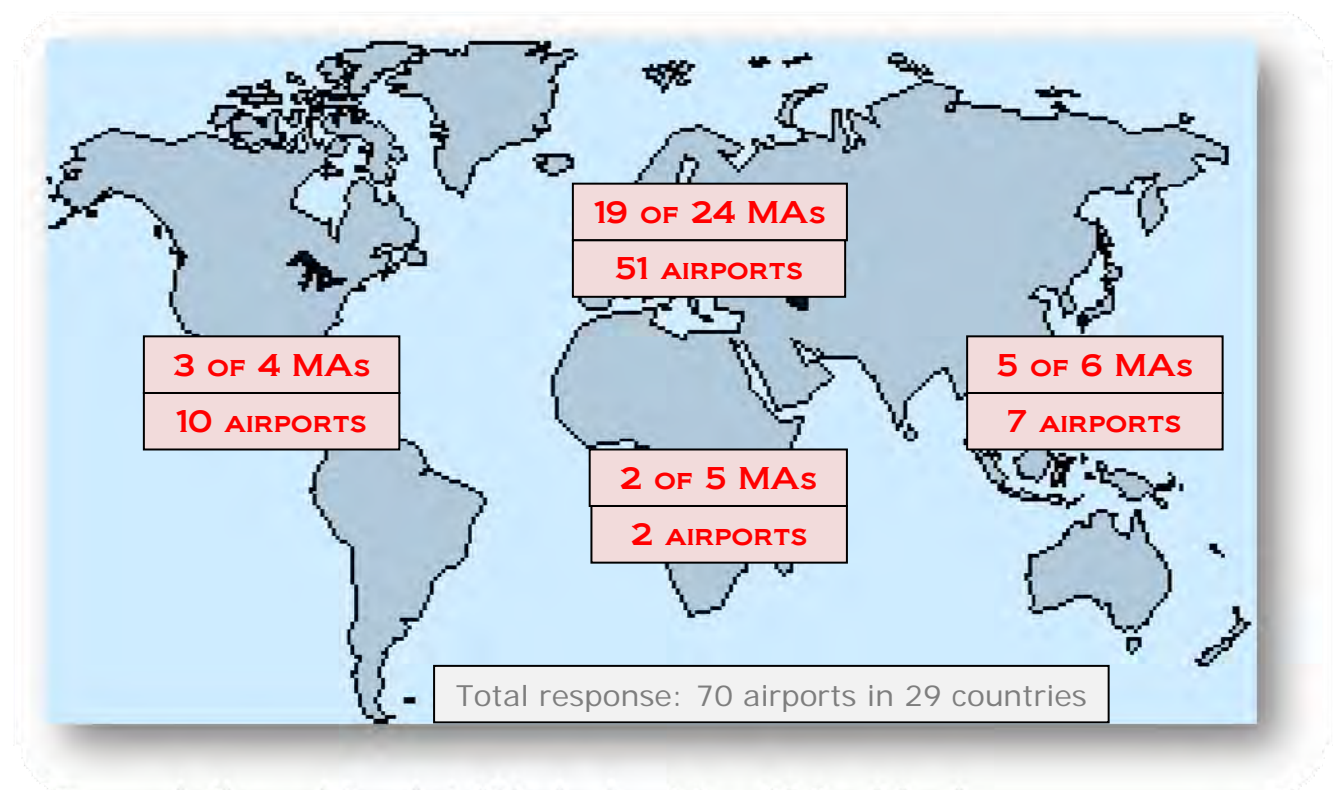 19 OF 24 MAs
51 AIRPORTS
3 OF 4 MAs
10 AIRPORTS
5 OF 6 MAs
7 AIRPORTS
2 OF 5 MAs
2 AIRPORTS
Total response: 70 airports in 29 countries